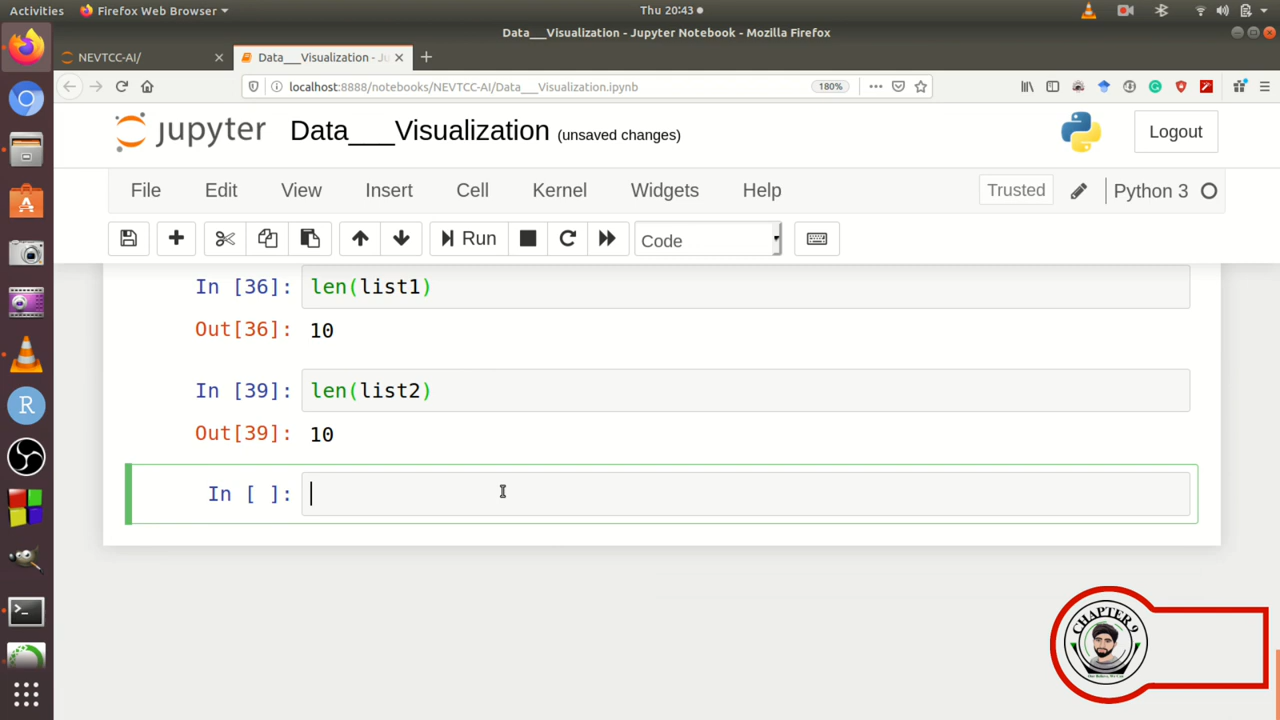 Activities Firefox Web Browser Thu 20:43
Data___Visualization - Jupyter Notebook - Mozilla Firefox
NEVTCC-AI/ Data___Visualization - Ju
localhost:8888/notebooks/NEVTCC-AI/Data___Visualization.ipynb 180%
jupyter Data___Visualization (unsaved changes) Logout
File Edit View Insert Cell Kernel Widgets Help Trusted Python 3
Run Code
In [36]: len(list1)
Out[36]: 10
In [39]: len(list2)
Out[39]: 10
In [ ]:
CHAPTER 9